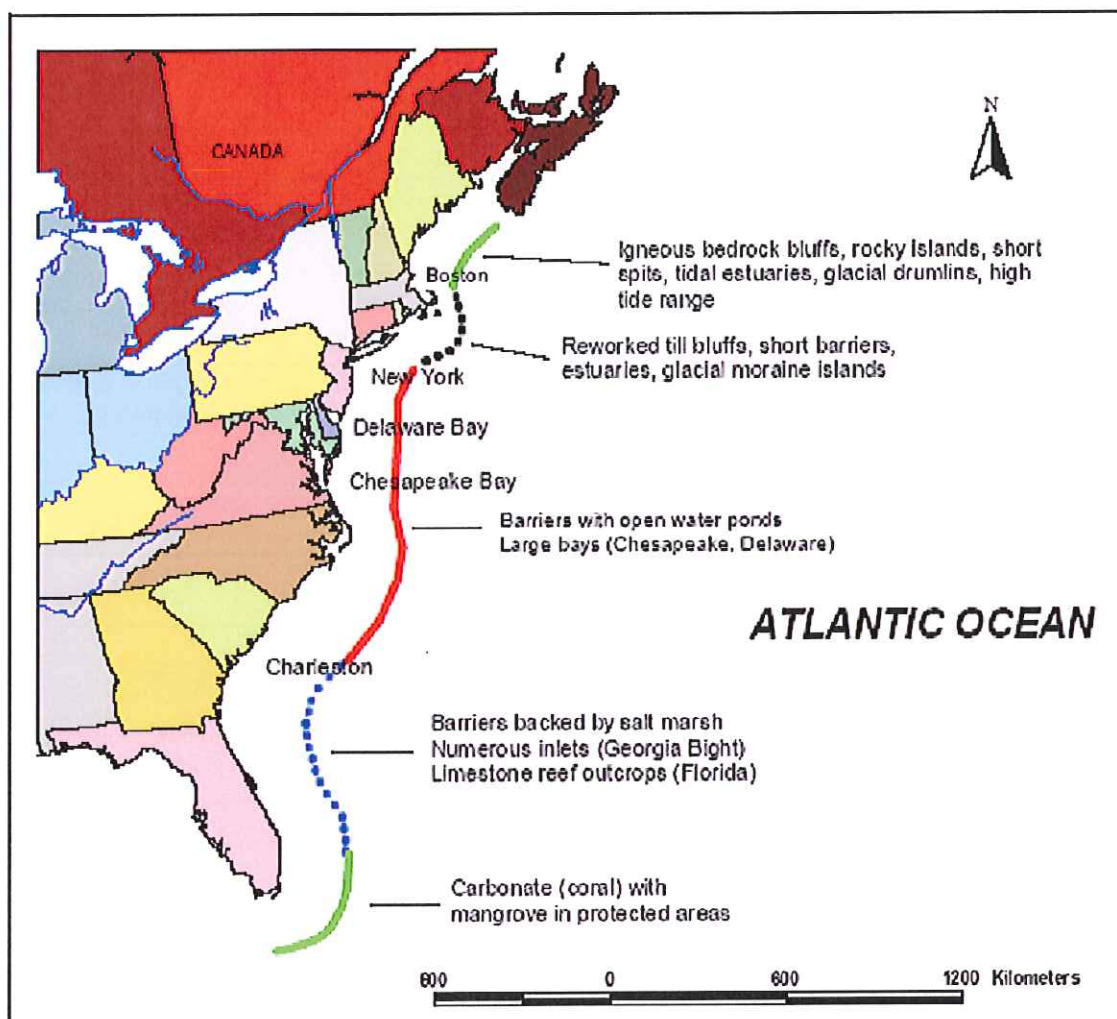 N
CANADA
Igneous bedrock bluffs, rocky islands, short
spits, tidal estuaries, glacial drumlins, high
tide range
Boston
Reworked till bluffs, short barriers,
estuaries, glacial moraine islands
New York
Delaware Bay
Chesapeake Bay
Barriers with open water ponds
Large bays (Chesapeake, Delaware)
ATLANTIC OCEAN
Charleston
Barriers backed by salt marsh
Numerous inlets (Georgia Bight)
Limestone reef outcrops (Florida)
Carbonate (coral) with
mangrove in protected areas
600 0 600 1200 Kilometers